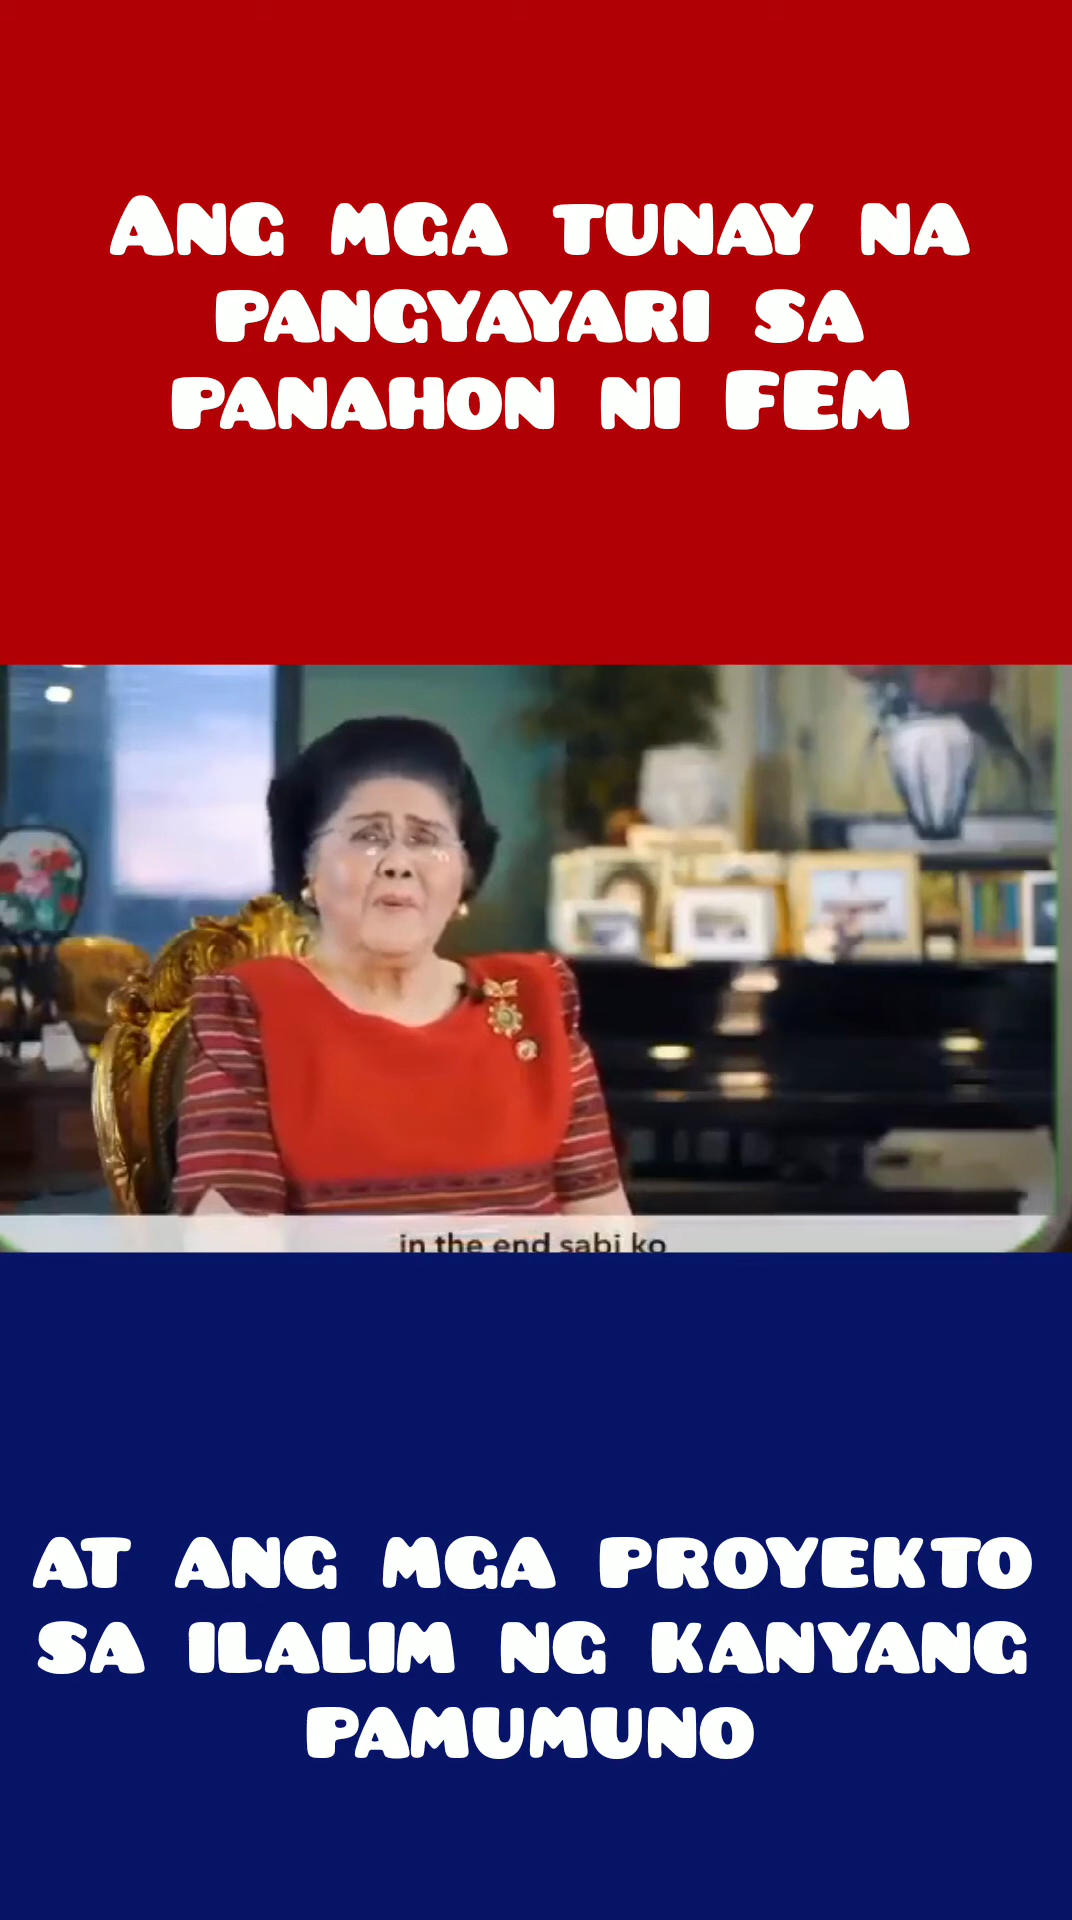 Ang mga tunay na
pangyayari sa
panahon ni FEM
in the end sabi ko
at ang mga proyekto
sa ilalim ng kanyang
pamumuno